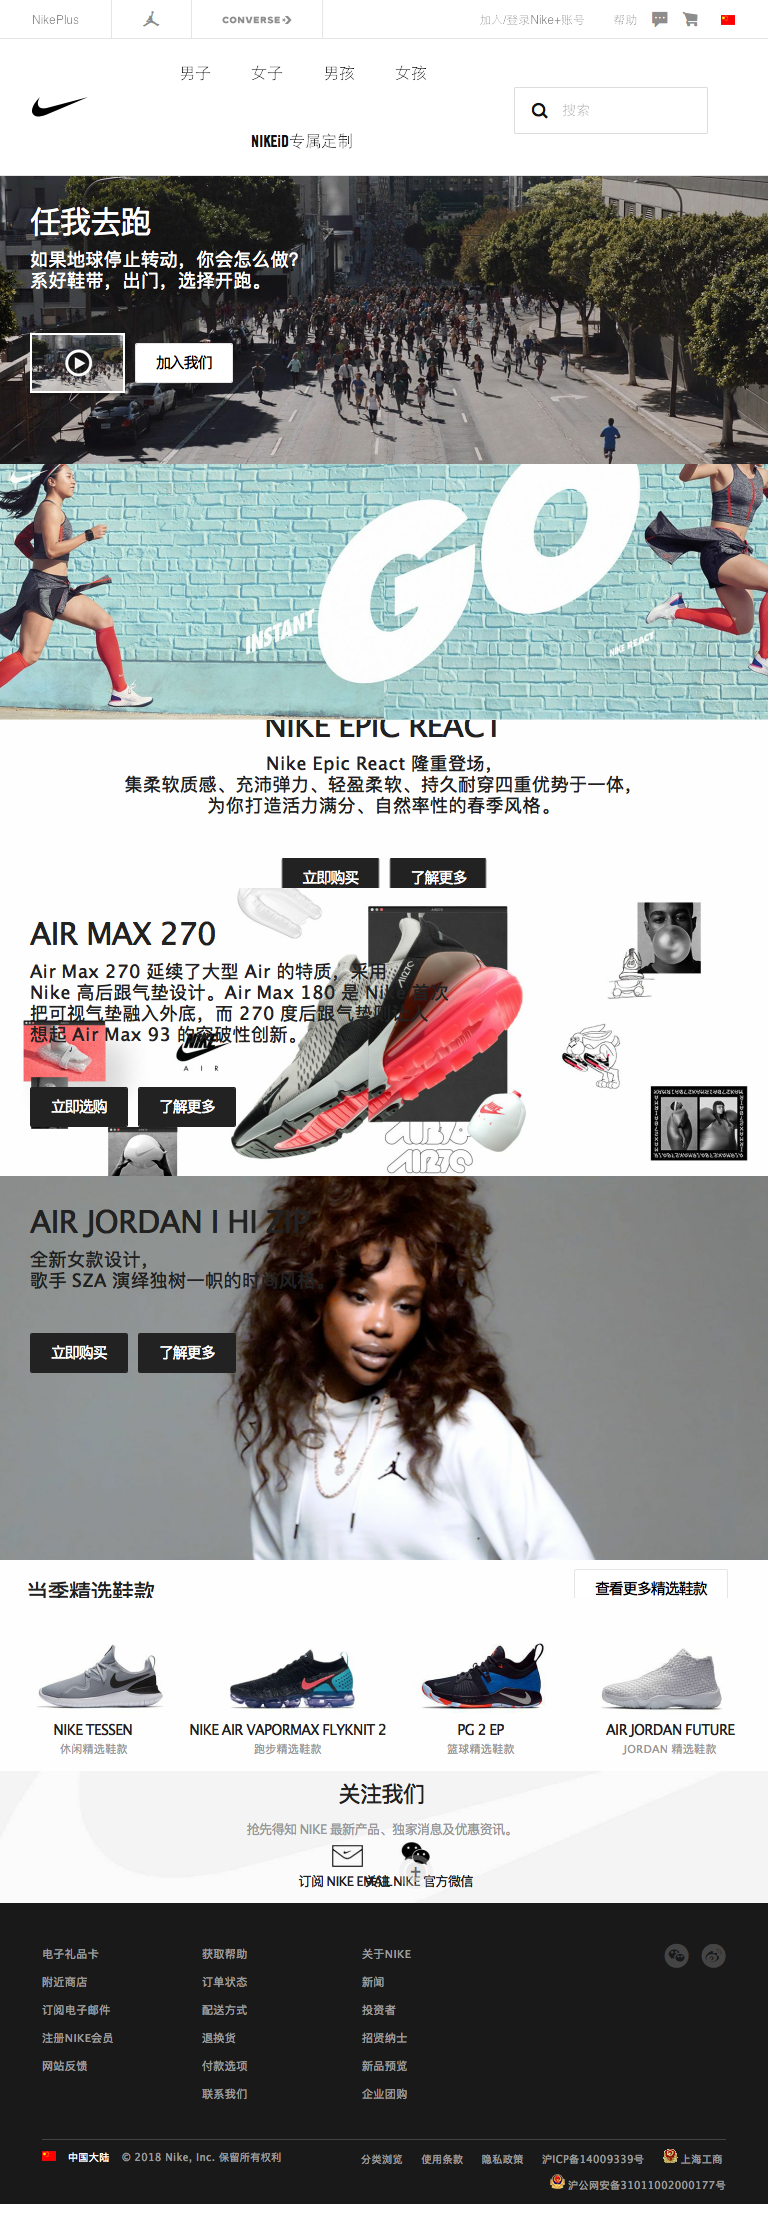 NikePlus
CONVERSE
加入/登录Nike+账号
帮助
男子
女子
男孩
女孩
NIKEiD专属定制
搜索
任我去跑
如果地球停止转动，你会怎么做?
系好鞋带，出门，选择开跑。
加入我们
INSTANT
GO
NIKE REACT
NIKE EPIC REACT
Nike Epic React 隆重登场，
集柔软质感、充沛弹力、轻盈柔软、持久耐穿四重优势于一体，
为你打造活力满分、自然率性的春季风格。
立即购买
了解更多
AIR MAX 270
Air Max 270 延续了大型 Air 的特质，采用
Nike 高后跟气垫设计。Air Max 180 是 Nike 首次
把可视气垫融入外底，而 270 度后跟气垫则让人
想起 Air Max 93 的突破性创新。
NIKE
AIR
立即选购
了解更多
AIR JORDAN I HI ZIP
全新女款设计，
歌手 SZA 演绎独树一帜的时尚风格。
立即购买
了解更多
当季精选鞋款
查看更多精选鞋款
NIKE TESSEN
休闲精选鞋款
NIKE AIR VAPORMAX FLYKNIT 2
跑步精选鞋款
PG 2 EP
篮球精选鞋款
AIR JORDAN FUTURE
JORDAN 精选鞋款
关注我们
抢先得知 NIKE 最新产品、独家消息及优惠资讯。
订阅 NIKE EMAIL
关注 NIKE 官方微信
电子礼品卡
附近商店
订阅电子邮件
注册NIKE会员
网站反馈
获取帮助
订单状态
配送方式
退换货
付款选项
联系我们
关于NIKE
新闻
投资者
招贤纳士
新品预览
企业团购
中国大陆
© 2018 Nike, Inc. 保留所有权利
分类浏览
使用条款
隐私政策
沪ICP备14009339号
上海工商
沪公网安备31011002000177号